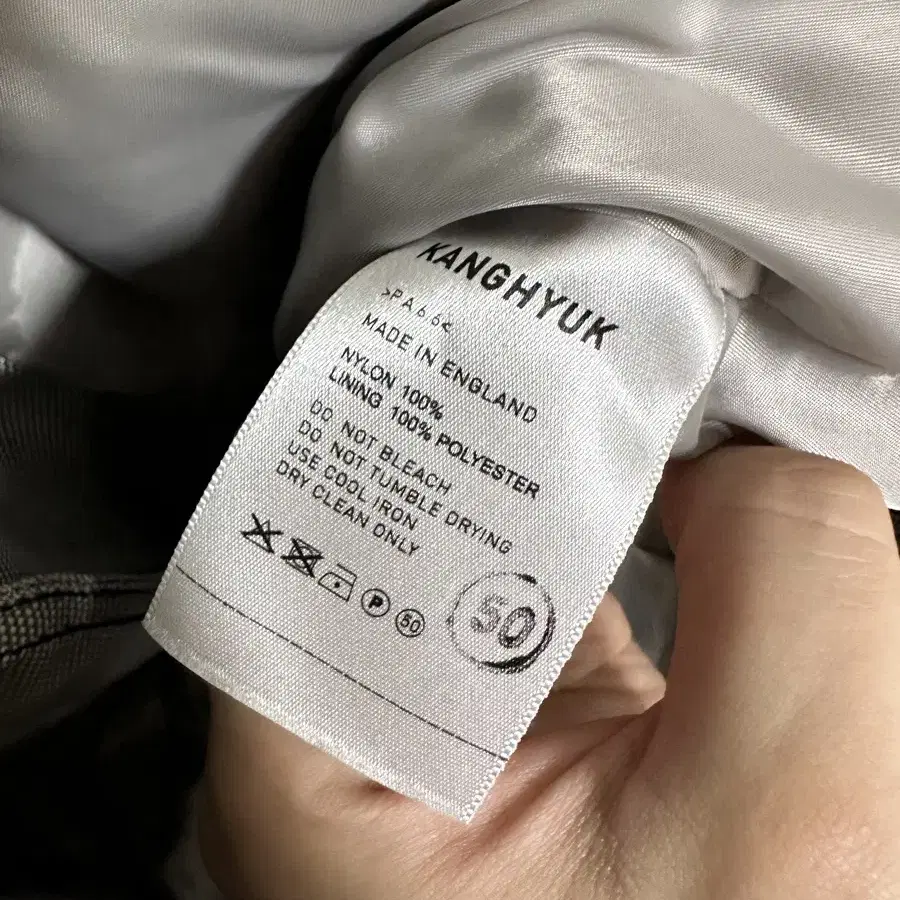 KANGHYUK
>PA66<
MADE IN ENGLAND
NYLON 100%
LINING 100% POLYESTER
DO NOT BLEACH
DO NOT TUMBLE DRYING
USE COOL IRON
DRY CLEAN ONLY
P 50
50